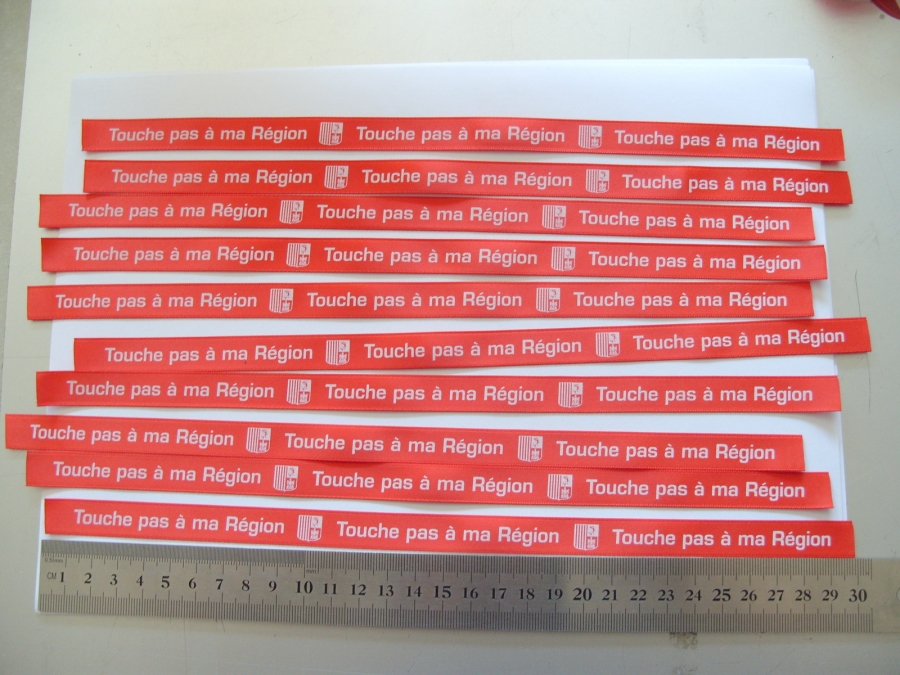 Touche pas à ma Région Touche pas à ma Région Touche pas à ma Région
Touche pas à ma Région Touche pas à ma Région Touche pas à ma Région
Touche pas à ma Région Touche pas à ma Région Touche pas à ma Région
Touche pas à ma Région Touche pas à ma Région Touche pas à ma Région
Touche pas à ma Région Touche pas à ma Région Touche pas à ma Région
Touche pas à ma Région Touche pas à ma Région Touche pas à ma Région
Touche pas à ma Région Touche pas à ma Région Touche pas à ma Région
Touche pas à ma Région Touche pas à ma Région Touche pas à ma Région
Touche pas à ma Région Touche pas à ma Région Touche pas à ma Région
Touche pas à ma Région Touche pas à ma Région Touche pas à ma Région
CM 1 2 3 4 5 6 7 8 9 10 11 12 13 14 15 16 17 18 19 20 21 22 23 24 25 26 27 28 29 30